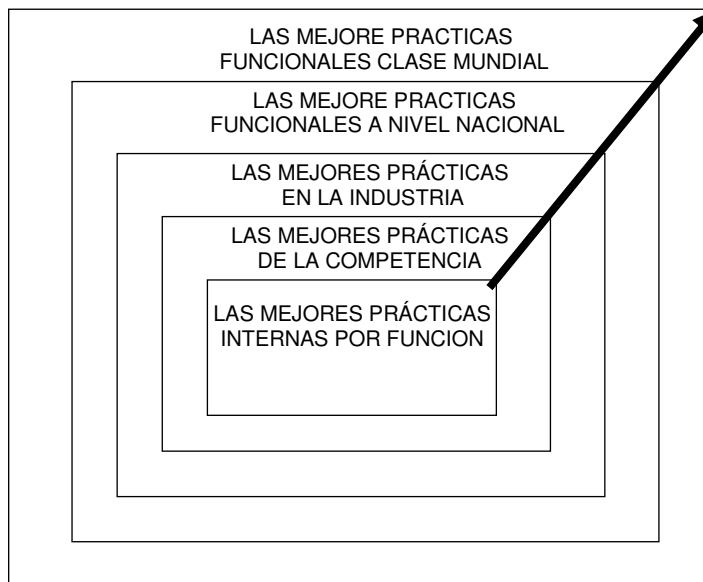 LAS MEJORE PRACTICAS
FUNCIONALES CLASE MUNDIAL
LAS MEJORE PRÁCTICAS
FUNCIONALES A NIVEL NACIONAL
LAS MEJORES PRÁCTICAS
EN LA INDUSTRIA
LAS MEJORES PRÁCTICAS
DE LA COMPETENCIA
LAS MEJORES PRÁCTICAS
INTERNAS POR FUNCION